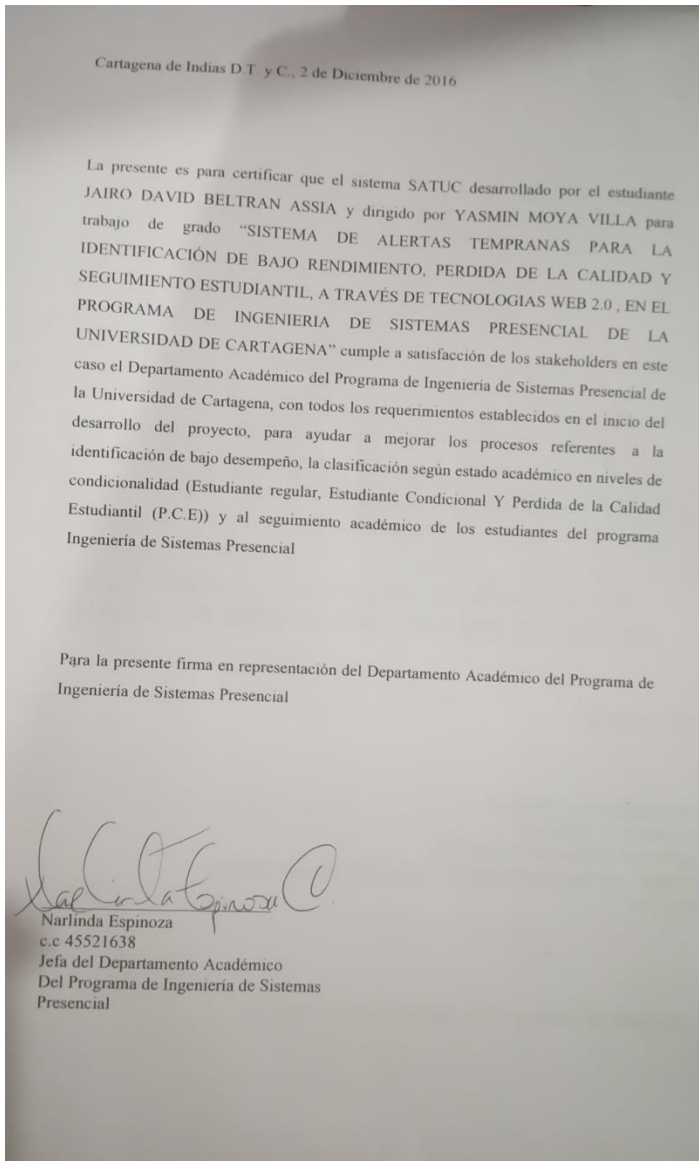 Cartagena de Indias D.T. y C., 2 de Diciembre de 2016
La presente es para certificar que el sistema SATUC desarrollado por el estudiante
JAIRO DAVID BELTRAN ASSIA y dirigido por YASMIN MOYA VILLA para
trabajo de grado “SISTEMA DE ALERTAS TEMPRANAS PARA LA
IDENTIFICACIÓN DE BAJO RENDIMIENTO, PERDIDA DE LA CALIDAD Y
SEGUIMIENTO ESTUDIANTIL, A TRAVÉS DE TECNOLOGIAS WEB 2.0 , EN EL
PROGRAMA DE INGENIERIA DE SISTEMAS PRESENCIAL DE LA
UNIVERSIDAD DE CARTAGENA” cumple a satisfacción de los stakeholders en este
caso el Departamento Académico del Programa de Ingeniería de Sistemas Presencial de
la Universidad de Cartagena, con todos los requerimientos establecidos en el inicio del
desarrollo del proyecto, para ayudar a mejorar los procesos referentes a la
identificación de bajo desempeño, la clasificación según estado académico en niveles de
condicionalidad (Estudiante regular, Estudiante Condicional Y Perdida de la Calidad
Estudiantil (P.C.E)) y al seguimiento académico de los estudiantes del programa
Ingeniería de Sistemas Presencial
Para la presente firma en representación del Departamento Académico del Programa de
Ingeniería de Sistemas Presencial
Narlinda Espinoza
c.c 45521638
Jefa del Departamento Académico
Del Programa de Ingeniería de Sistemas
Presencial